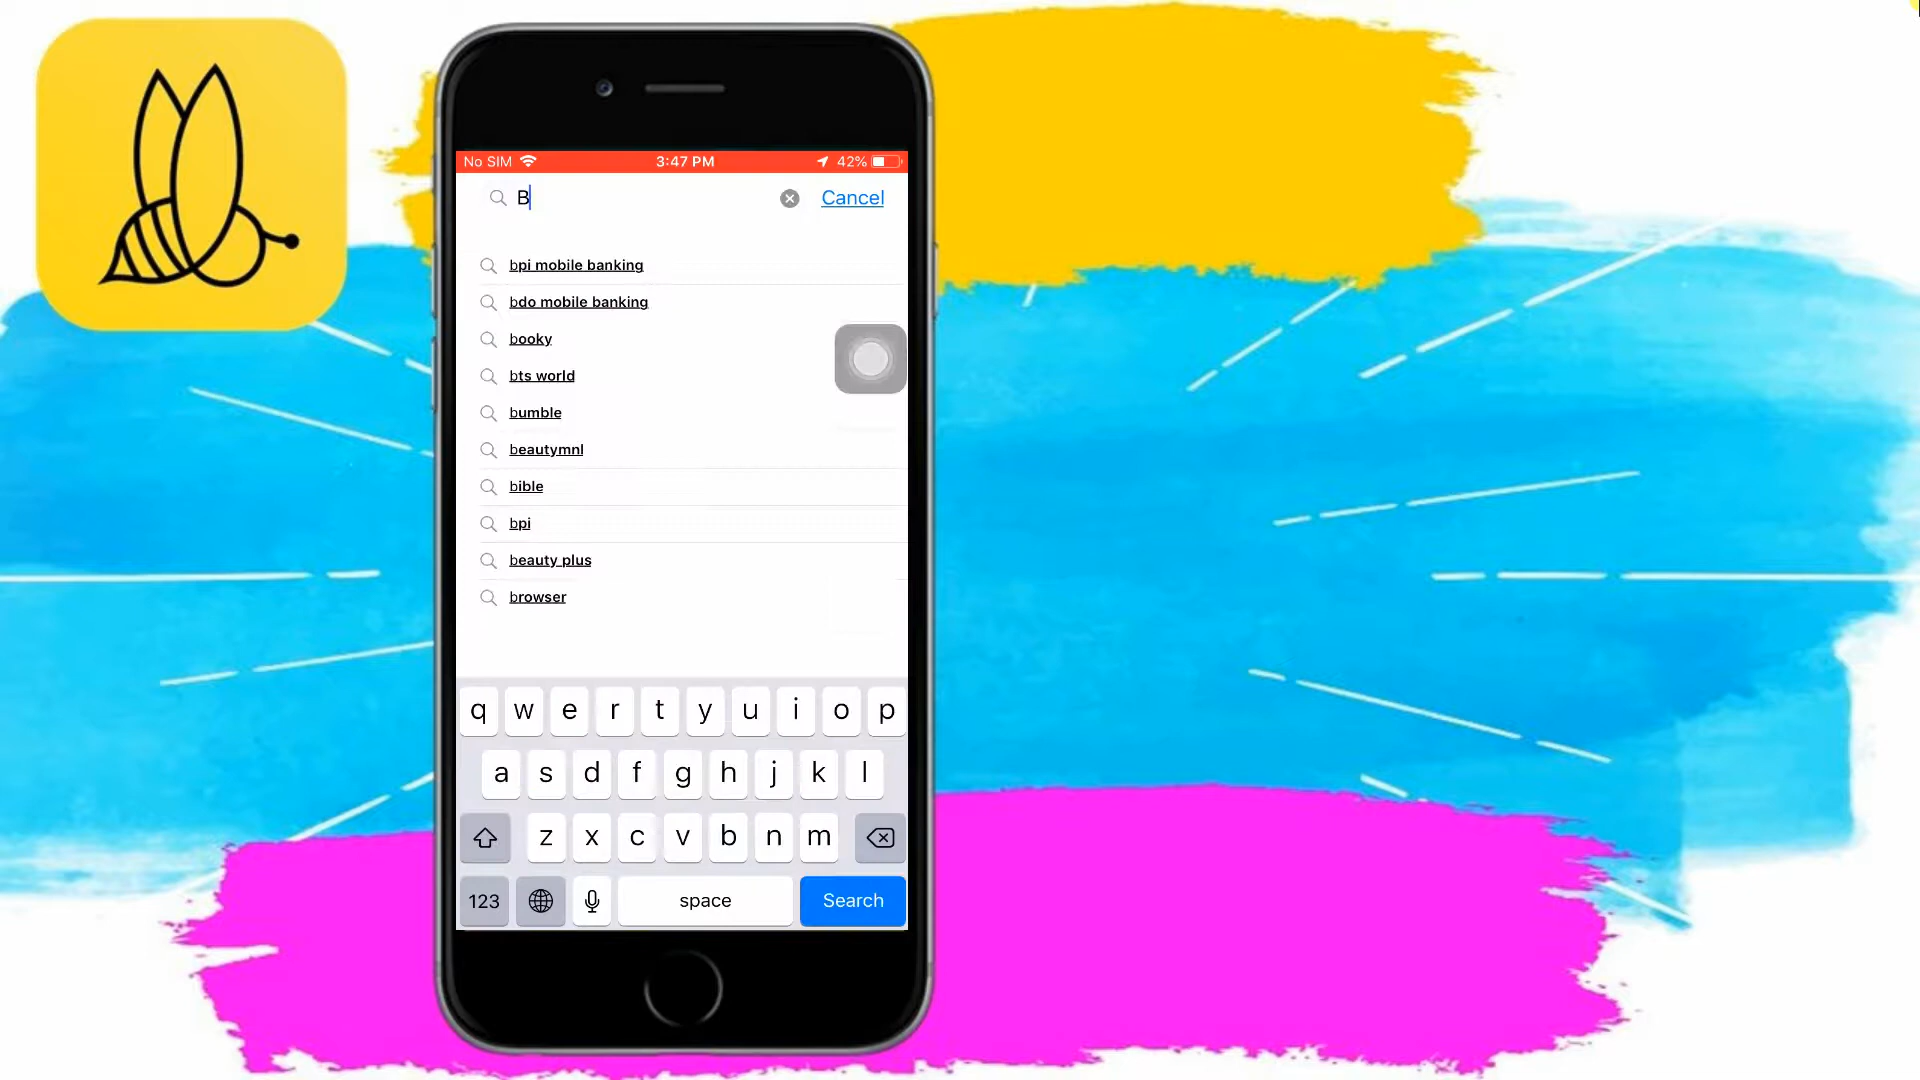 No SIM 3:47 PM 42%
B Cancel
bpi mobile banking
bdo mobile banking
booky
bts world
bumble
beautymnl
bible
bpi
beauty plus
browser
q w e r t y u i o p
a s d f g h j k l
z x c v b n m
123 space Search